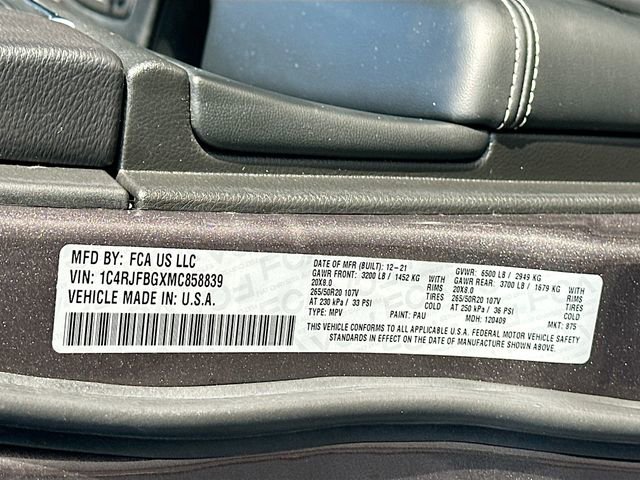 MFD BY: FCA US LLC
VIN: 1C4RJFBGXMC858839
VEHICLE MADE IN: U.S.A.
DATE OF MFR (BUILT): 12-21 GVWR: 6500 LB / 2949 KG
GAWR FRONT: 3200 LB / 1452 KG WITH GAWR REAR: 3700 LB / 1679 KG WITH
20X8.0 RIMS 20X8.0 RIMS
265/50R20 107V TIRES 265/50R20 107V TIRES
AT 230 kPa / 33 PSI COLD AT 250 kPa / 36 PSI COLD
TYPE: MPV PAINT: PAU MDH: 120409 MKT: 875
THIS VEHICLE CONFORMS TO ALL APPLICABLE U.S.A. FEDERAL MOTOR VEHICLE SAFETY
STANDARDS IN EFFECT ON THE DATE OF MANUFACTURE SHOWN ABOVE.